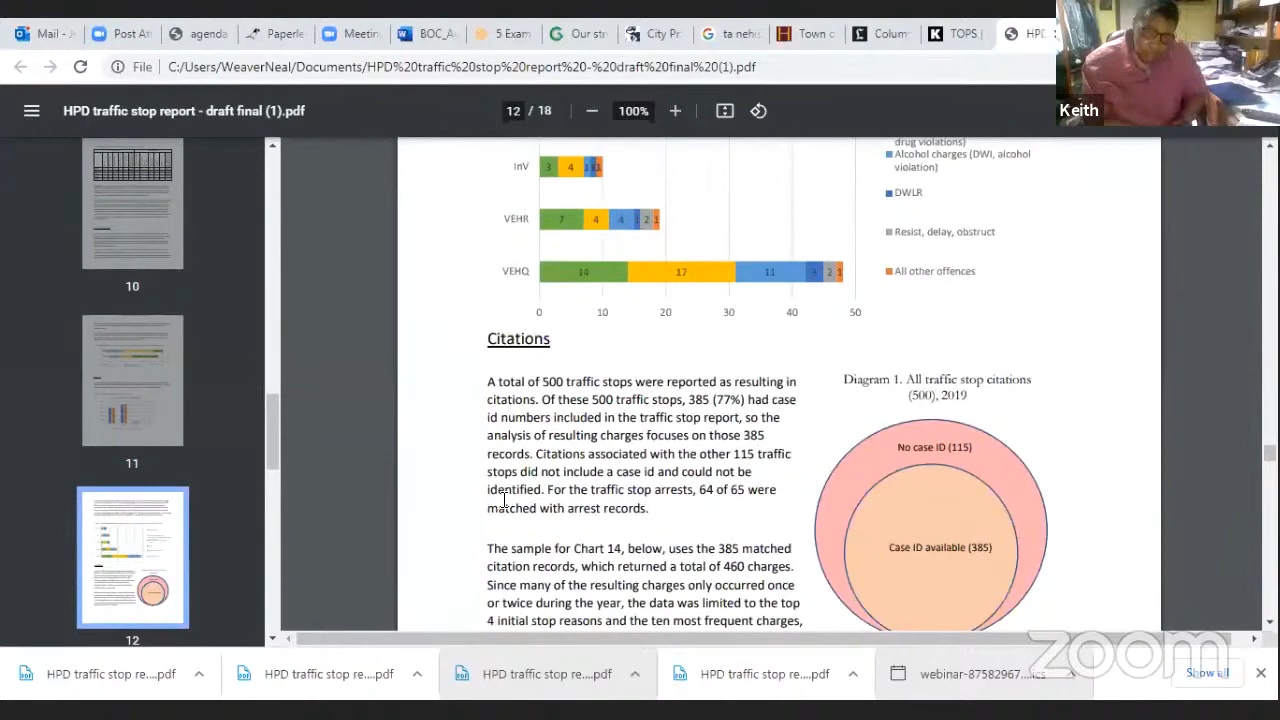 Mail - J
Post At
agenda
Paperle
Meeting
BOC_A
5 Exam
Our str
City Pr
ta nehis
Town o
Colum
TOPS
HPD
File
C:/Users/WeaverNeal/Documents/HPD%20traffic%20stop%20report%20-%20draft%20final%20(1).pdf
HPD traffic stop report - draft final (1).pdf
12 / 18
100%
Keith
10
11
12
InV
3 4 1 1 1
VEHR
7 4 4 1 2 1
VEHQ
14 17 11 3 2 1
0 10 20 30 40 50
drug violations)
Alcohol charges (DWI, alcohol
violation)
DWLR
Resist, delay, obstruct
All other offences
Citations
A total of 500 traffic stops were reported as resulting in
citations. Of these 500 traffic stops, 385 (77%) had case
id numbers included in the traffic stop report, so the
analysis of resulting charges focuses on those 385
records. Citations associated with the other 115 traffic
stops did not include a case id and could not be
identified. For the traffic stop arrests, 64 of 65 were
matched with arrest records.
The sample for Chart 14, below, uses the 385 matched
citation records, which returned a total of 460 charges.
Since many of the resulting charges only occurred once
or twice during the year, the data was limited to the top
4 initial stop reasons and the ten most frequent charges,
Diagram 1. All traffic stop citations
(500), 2019
No case ID (115)
Case ID available (385)
HPD traffic stop re....pdf
HPD traffic stop re....pdf
HPD traffic stop re....pdf
HPD traffic stop re....pdf
webinar-87582967....ics
Show all
zoom